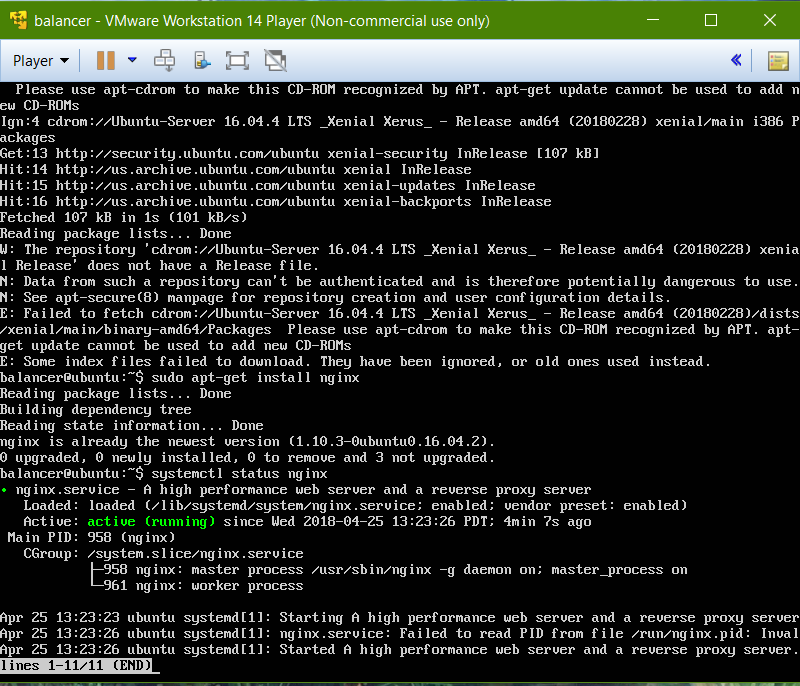 balancer - VMware Workstation 14 Player (Non-commercial use only)
Player
Please use apt-cdrom to make this CD-ROM recognized by APT. apt-get update cannot be used to add n
ew CD-ROMs
Ign:4 cdrom://Ubuntu-Server 16.04.4 LTS _Xenial Xerus_ - Release amd64 (20180228) xenial/main i386 P
ackages
Get:13 http://security.ubuntu.com/ubuntu xenial-security InRelease [107 kB]
Hit:14 http://us.archive.ubuntu.com/ubuntu xenial InRelease
Hit:15 http://us.archive.ubuntu.com/ubuntu xenial-updates InRelease
Hit:16 http://us.archive.ubuntu.com/ubuntu xenial-backports InRelease
Fetched 107 kB in 1s (101 kB/s)
Reading package lists... Done
W: The repository 'cdrom://Ubuntu-Server 16.04.4 LTS _Xenial Xerus_ - Release amd64 (20180228) xenia
l Release' does not have a Release file.
N: Data from such a repository can't be authenticated and is therefore potentially dangerous to use.
N: See apt-secure(8) manpage for repository creation and user configuration details.
E: Failed to fetch cdrom://Ubuntu-Server 16.04.4 LTS _Xenial Xerus_ - Release amd64 (20180228)/dists
/xenial/main/binary-amd64/Packages  Please use apt-cdrom to make this CD-ROM recognized by APT. apt-
get update cannot be used to add new CD-ROMs
E: Some index files failed to download. They have been ignored, or old ones used instead.
balancer@ubuntu:~$ sudo apt-get install nginx
Reading package lists... Done
Building dependency tree
Reading state information... Done
nginx is already the newest version (1.10.3-0ubuntu0.16.04.2).
0 upgraded, 0 newly installed, 0 to remove and 3 not upgraded.
balancer@ubuntu:~$ systemctl status nginx
• nginx.service - A high performance web server and a reverse proxy server
Loaded: loaded (/lib/systemd/system/nginx.service; enabled; vendor preset: enabled)
Active: active (running) since Wed 2018-04-25 13:23:26 PDT; 4min 7s ago
Main PID: 958 (nginx)
CGroup: /system.slice/nginx.service
├─958 nginx: master process /usr/sbin/nginx -g daemon on; master_process on
└─961 nginx: worker process
Apr 25 13:23:23 ubuntu systemd[1]: Starting A high performance web server and a reverse proxy server
Apr 25 13:23:26 ubuntu systemd[1]: nginx.service: Failed to read PID from file /run/nginx.pid: Inval
Apr 25 13:23:26 ubuntu systemd[1]: Started A high performance web server and a reverse proxy server.
lines 1-11/11 (END)